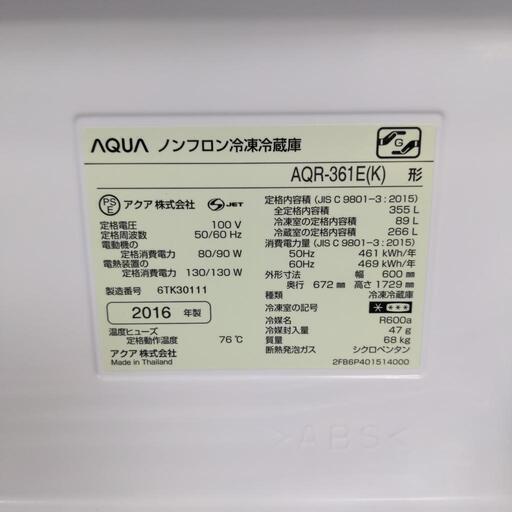 AQUA ノンフロン冷凍冷蔵庫
G
AQR-361E(K) 形
PS E アクア株式会社 S JET
定格電圧 100 V
定格周波数 50/60 Hz
電動機の
定格消費電力 80/90 W
電熱装置の
定格消費電力 130/130 W
製造番号 6TK30111
2016 年製
温度ヒューズ
定格動作温度 76℃
アクア株式会社
Made in Thailand
定格内容積 (JIS C 9801-3 : 2015)
全定格内容積 355 L
冷凍室の定格内容積 89 L
冷蔵室の定格内容積 266 L
消費電力量 (JIS C 9801-3 : 2015)
50Hz 461 kWh/年
60Hz 469 kWh/年
外形寸法 幅 600 mm
奥行 672 mm 高さ 1729 mm
種類 冷凍冷蔵庫
冷凍室の記号
冷媒名 R600a
冷媒封入量 47 g
質量 68 kg
断熱発泡ガス シクロペンタン
2FB6P401514000
>ABS<